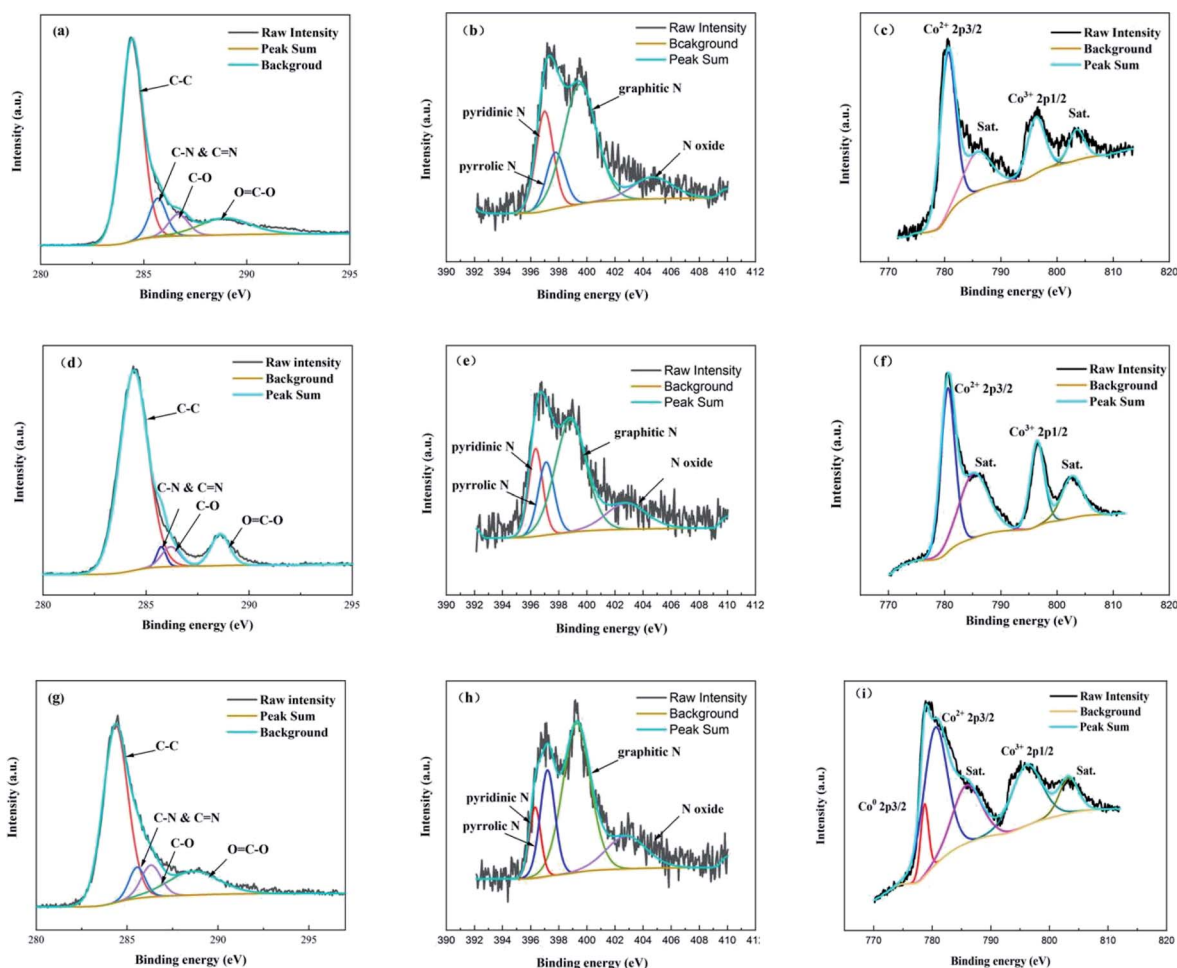 (a)
Raw Intensity
Peak Sum
Backgroud
C-C
C-N & C=N
C-O
O=C-O
Intensity (a.u.)
280 285 290 295
Binding energy (eV)
(b)
Raw Intensity
Bcakground
Peak Sum
graphitic N
pyridinic N
pyrrolic N
N oxide
Intensity (a.u.)
390 392 394 396 398 400 402 404 406 408 410 412
Binding energy (eV)
(c)
Co2+ 2p3/2
Raw Intensity
Background
Peak Sum
Co3+ 2p1/2
Sat.
Sat.
Intensity (a.u.)
770 780 790 800 810 820
Binding energy (eV)
(d)
Raw intensity
Background
Peak Sum
C-C
C-N & C=N
C-O
O=C-O
Intensity (a.u.)
280 285 290 295
Binding energy (eV)
(e)
Raw Intensity
Background
Peak Sum
graphitic N
pyridinic N
pyrrolic N
N oxide
Intensity (a.u.)
390 392 394 396 398 400 402 404 406 408 410 412
Binding energy (eV)
(f)
Raw Intensity
Background
Peak Sum
Co2+ 2p3/2
Co3+ 2p1/2
Sat.
Sat.
Intensity (a.u.)
770 780 790 800 810 820
Binding energy (eV)
(g)
Raw intensity
Peak Sum
Background
C-C
C-N & C=N
C-O
O=C-O
Intensity (a.u.)
280 285 290 295
Binding energy (eV)
(h)
Raw Intensity
Background
Peak Sum
graphitic N
pyridinic N
pyrrolic N
N oxide
Intensity (a.u.)
390 392 394 396 398 400 402 404 406 408 410 41
Binding energy (eV)
(i)
Raw Intensity
Background
Peak Sum
Co2+ 2p3/2
Co3+ 2p1/2
Sat.
Sat.
Co0 2p3/2
Intensity (a.u.)
770 780 790 800 810 820
Binding energy (eV)